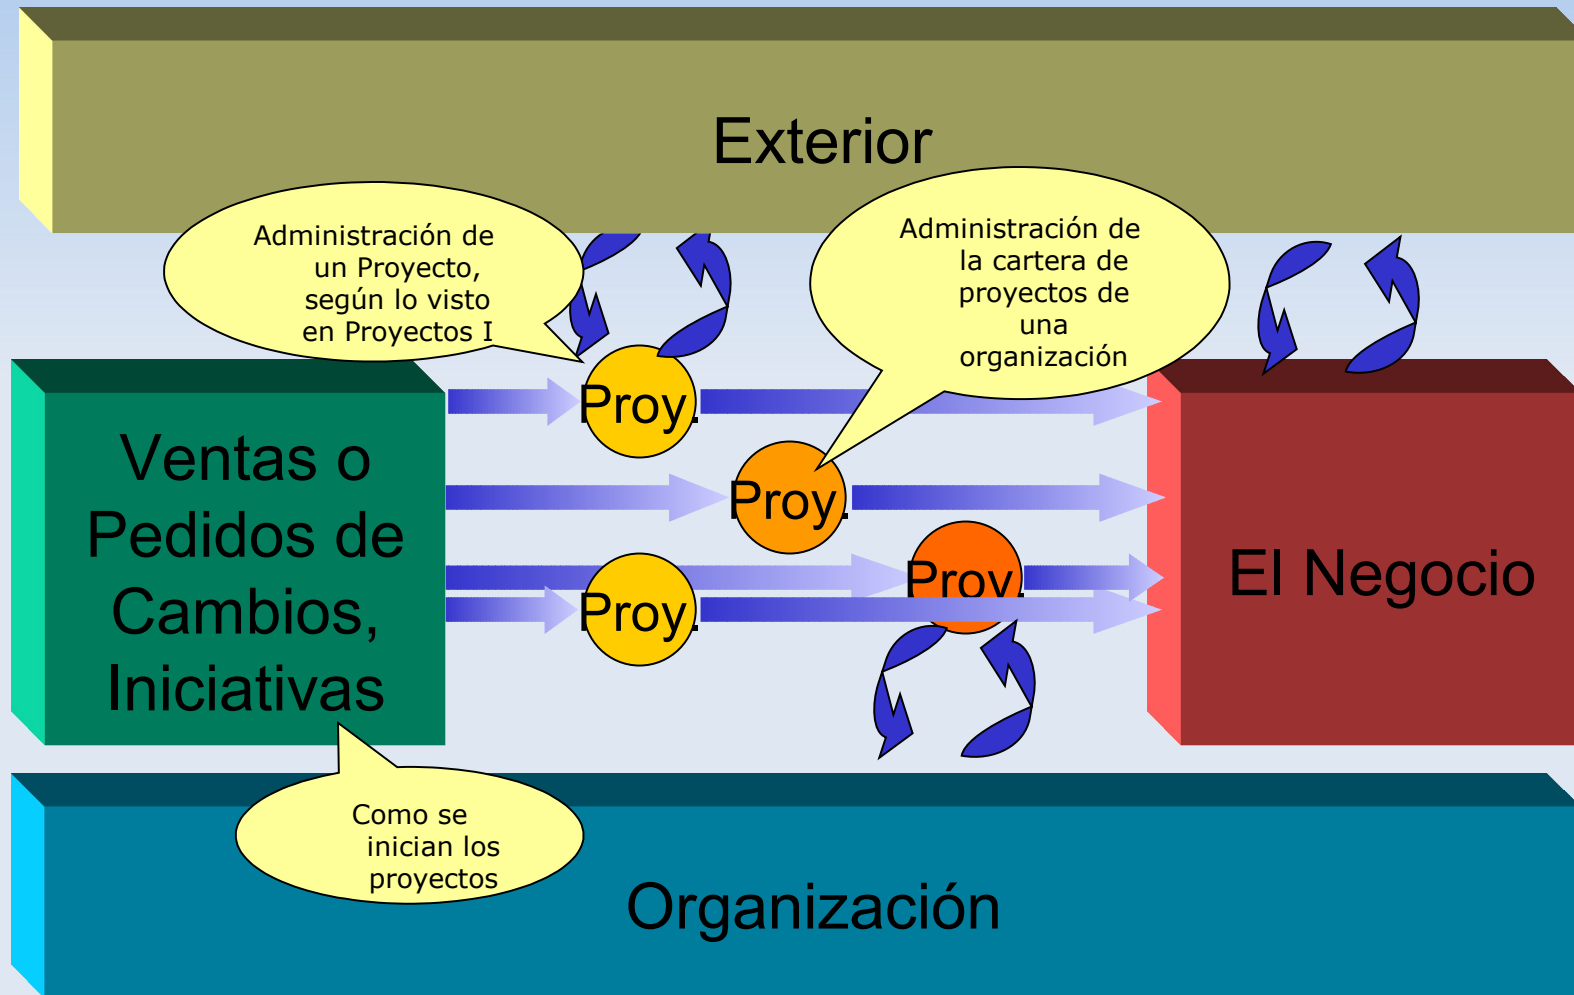 Exterior
Administración de
un Proyecto,
según lo visto
en Proyectos I
Administración de
la cartera de
proyectos de
una
organización
Proy.
Proy.
Proy.
Proy.
Ventas o
Pedidos de
Cambios,
Iniciativas
El Negocio
Como se
inician los
proyectos
Organización